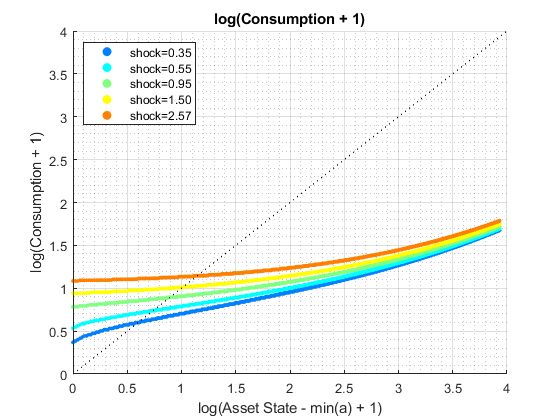 log(Consumption + 1)
4
3.5
3
2.5
2
1.5
1
0.5
0
log(Consumption + 1)
shock=0.35
shock=0.55
shock=0.95
shock=1.50
shock=2.57
0 0.5 1 1.5 2 2.5 3 3.5 4
log(Asset State - min(a) + 1)